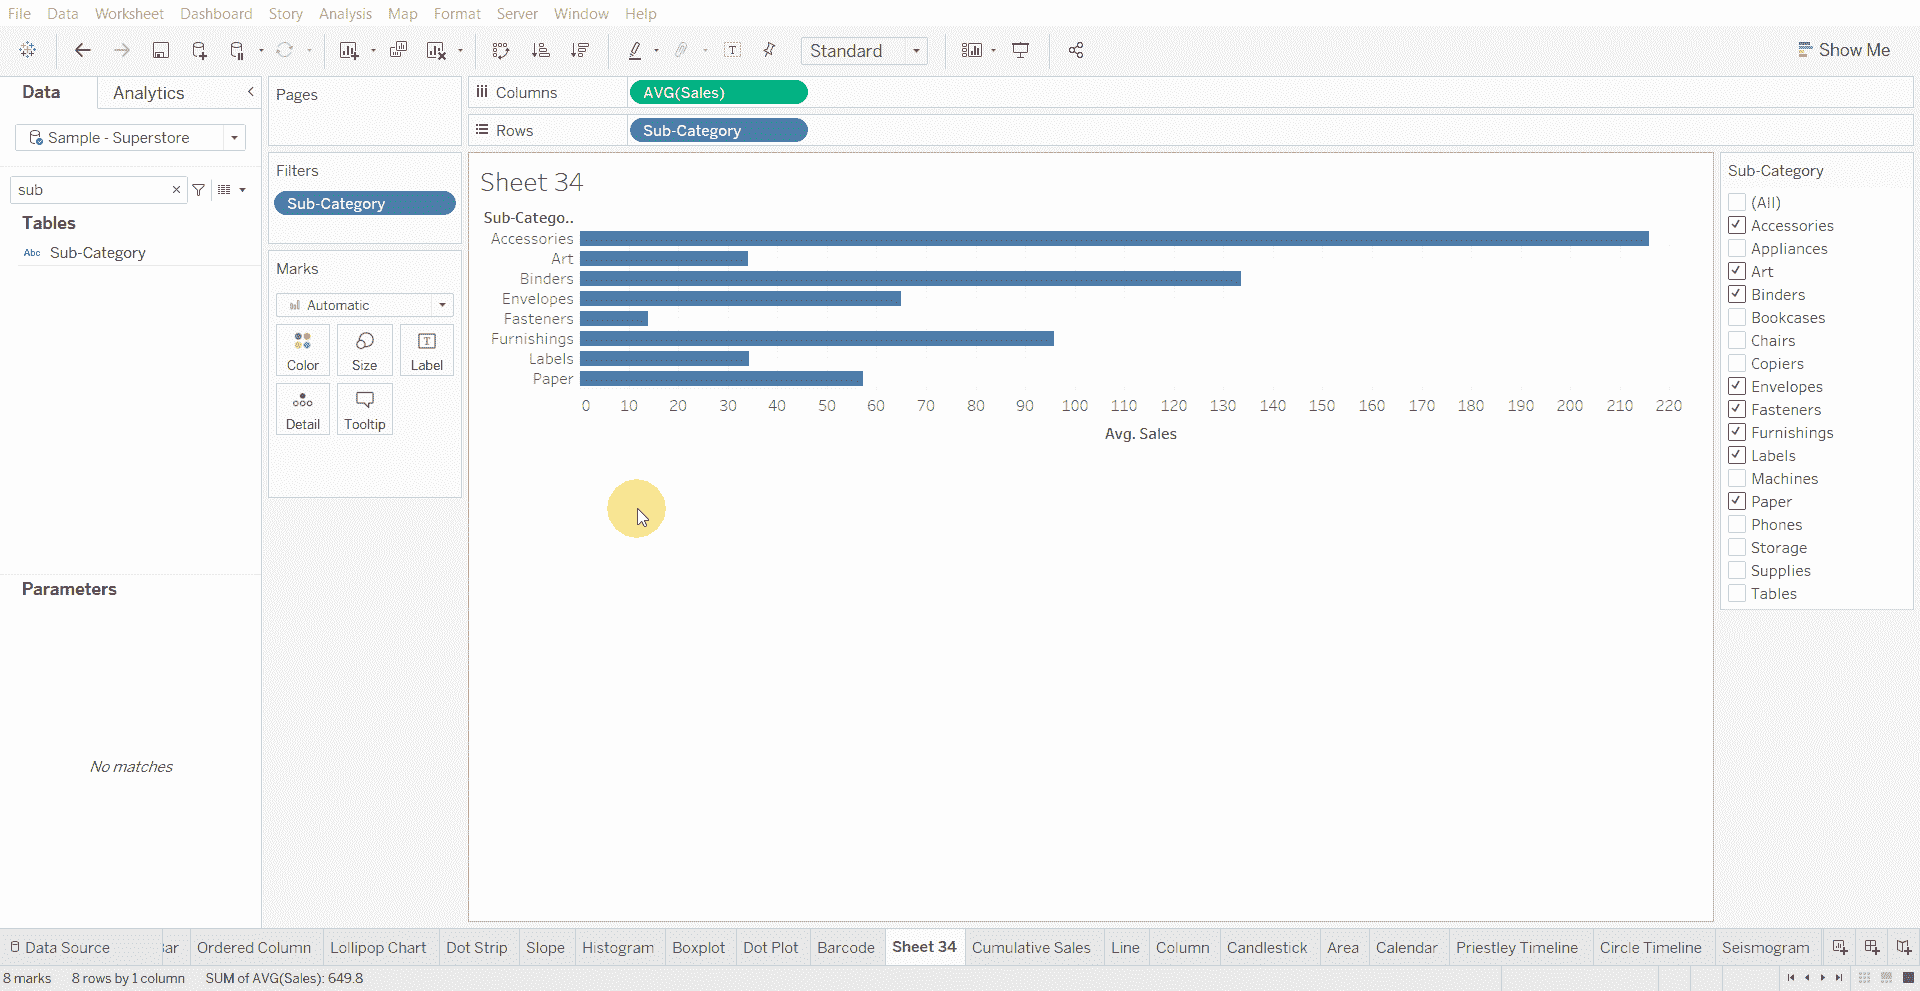 File Data Worksheet Dashboard Story Analysis Map Format Server Window Help
Standard
Show Me
Data
Analytics
Sample - Superstore
sub
Tables
Abc Sub-Category
Parameters
No matches
Pages
Filters
Sub-Category
Marks
Automatic
Color Size Label
Detail Tooltip
Columns AVG(Sales)
Rows Sub-Category
Sheet 34
Sub-Catego..
Accessories
Art
Binders
Envelopes
Fasteners
Furnishings
Labels
Paper
0 10 20 30 40 50 60 70 80 90 100 110 120 130 140 150 160 170 180 190 200 210 220
Avg. Sales
Sub-Category
(All)
Accessories
Appliances
Art
Binders
Bookcases
Chairs
Copiers
Envelopes
Fasteners
Furnishings
Labels
Machines
Paper
Phones
Storage
Supplies
Tables
Data Source ar Ordered Column Lollipop Chart Dot Strip Slope Histogram Boxplot Dot Plot Barcode Sheet 34 Cumulative Sales Line Column Candlestick Area Calendar Priestley Timeline Circle Timeline Seismogram
8 marks 8 rows by 1 column SUM of AVG(Sales): 649.8